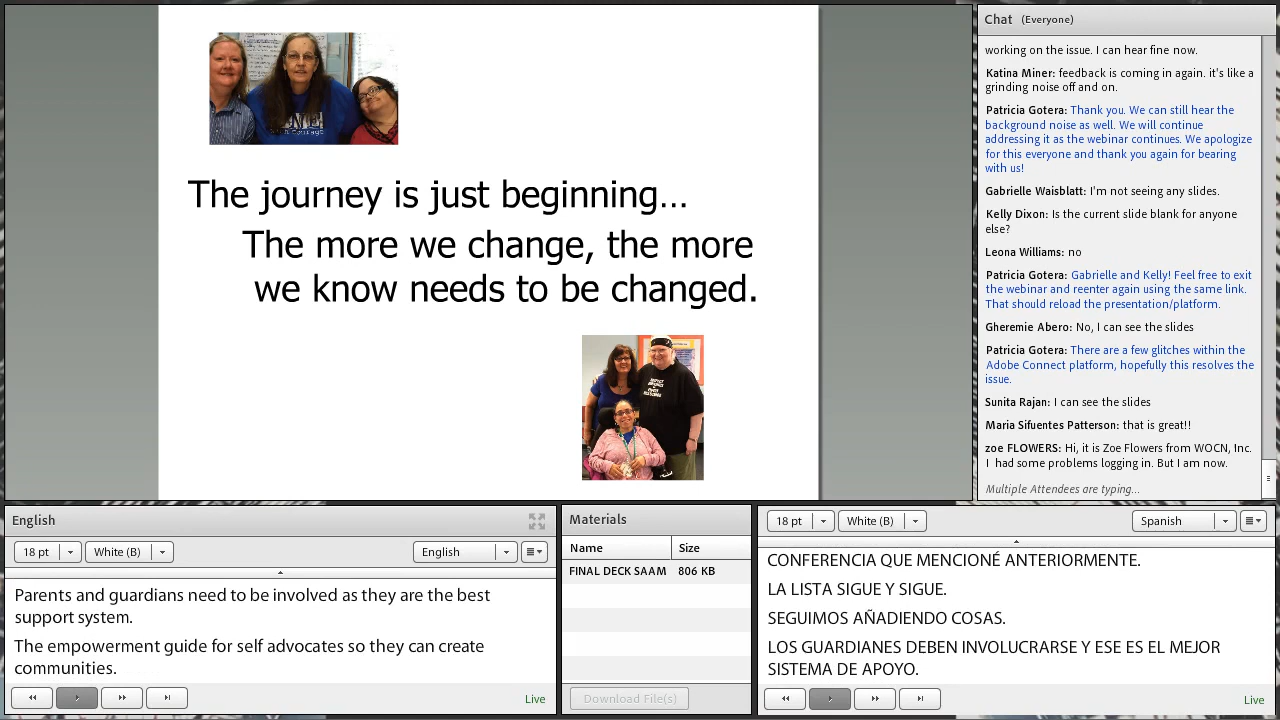 The journey is just beginning...
The more we change, the more
we know needs to be changed.
Chat (Everyone)
working on the issue. I can hear fine now.
Katina Miner: feedback is coming in again. it's like a
grinding noise off and on.
Patricia Gotera: Thank you. We can still hear the
background noise as well. We will continue
addressing it as the webinar continues. We apologize
for this everyone and thank you again for bearing
with us!
Gabrielle Waisblatt: I'm not seeing any slides.
Kelly Dixon: Is the current slide blank for anyone
else?
Leona Williams: no
Patricia Gotera: Gabrielle and Kelly! Feel free to exit
the webinar and reenter again using the same link.
That should reload the presentation/platform.
Gheremie Abero: No, I can see the slides
Patricia Gotera: There are a few glitches within the
Adobe Connect platform, hopefully this resolves the
issue.
Sunita Rajan: I can see the slides
Maria Sifuentes Patterson: that is great!!
zoe FLOWERS: Hi, it is Zoe Flowers from WOCN, Inc.
I had some problems logging in. But I am now.
Multiple Attendees are typing...
English
18 pt White (B) English
Parents and guardians need to be involved as they are the best
support system.
The empowerment guide for self advocates so they can create
communities.
Live
Materials
Name Size
FINAL DECK SAAM 806 KB
Download File(s)
18 pt White (B) Spanish
CONFERENCIA QUE MENCIONÉ ANTERIORMENTE.
LA LISTA SIGUE Y SIGUE.
SEGUIMOS AÑADIENDO COSAS.
LOS GUARDIANES DEBEN INVOLUCRARSE Y ESE ES EL MEJOR
SISTEMA DE APOYO.
Live